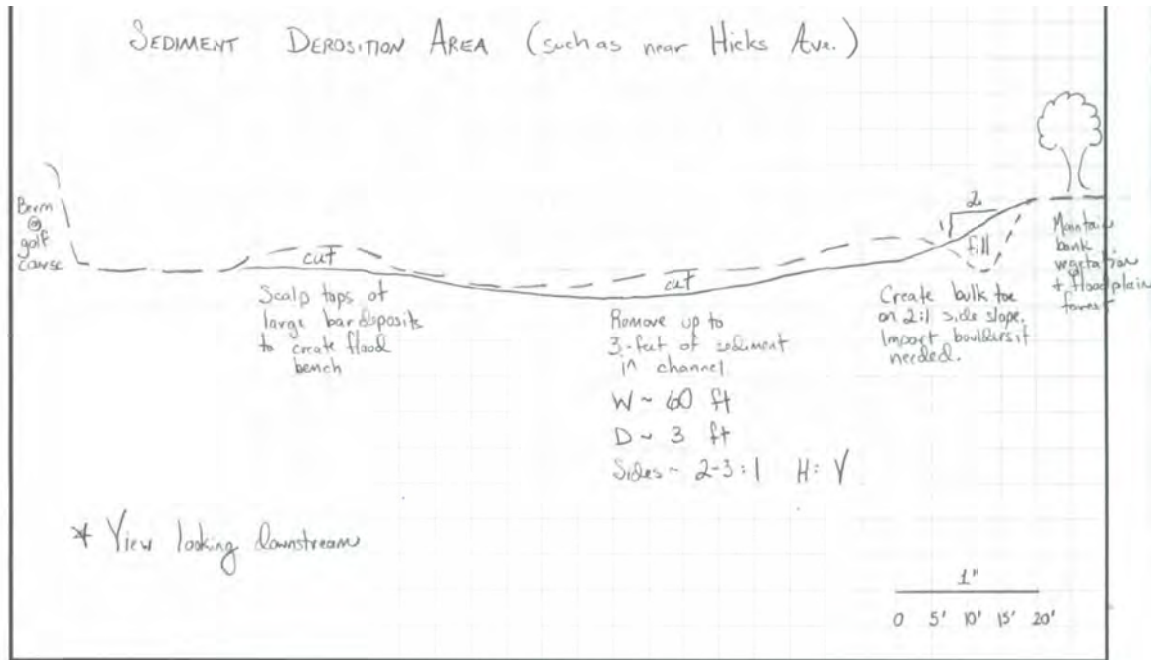 SEDIMENT DEPOSITION AREA (such as near Hicks Ave.)
Berm
@
golf
course
cut
Scalp tops of
large bar deposits
to create flood
bench
cut
Remove up to
3-feet of sediment
in channel
W ~ 60 ft
D ~ 3 ft
Sides ~ 2-3:1 H:V
1
2
fill
Create bulk toe
on 2:1 side slope.
Import boulders if
needed.
Maintain
bank
vegetation
+ floodplain
forest
* View looking downstream
1"
0 5' 10' 15' 20'